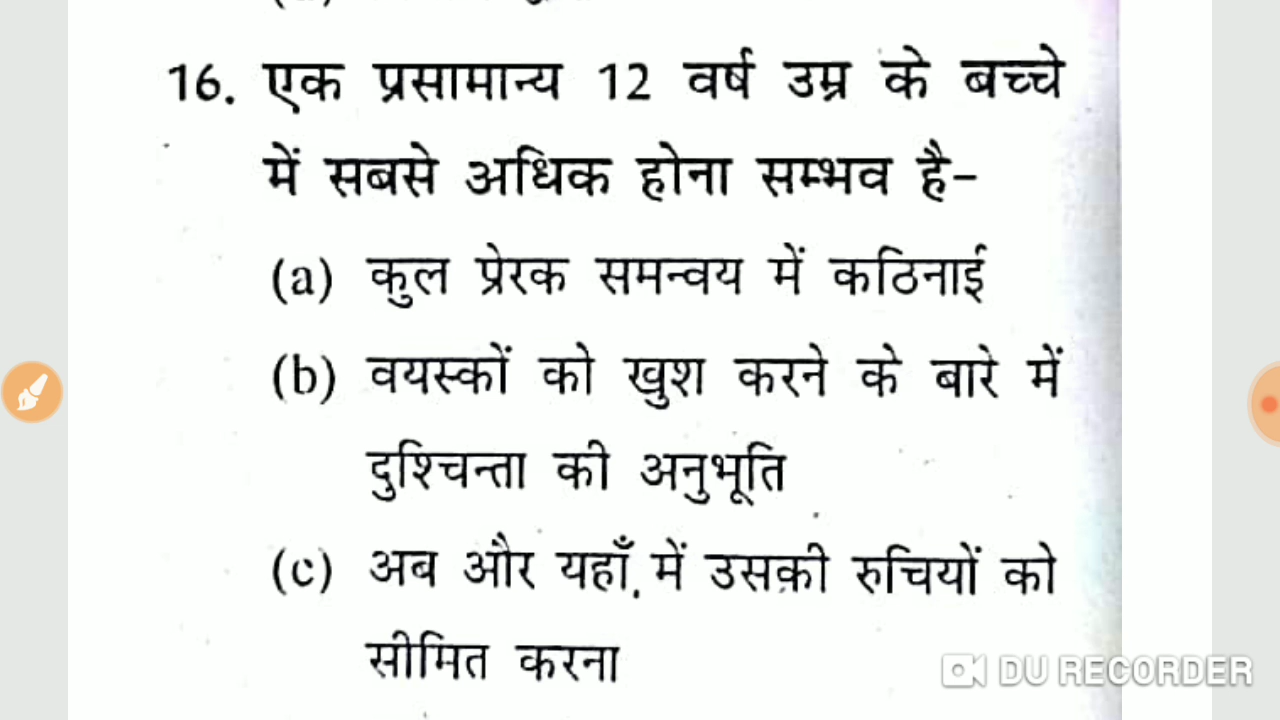 16. एक प्रसामान्य 12 वर्ष उम्र के बच्चे
में सबसे अधिक होना सम्भव है-
(a) कुल प्रेरक समन्वय में कठिनाई
(b) वयस्कों को खुश करने के बारे में
दुश्चिन्ता की अनुभूति
(c) अब और यहाँ में उसकी रुचियों को
सीमित करना
DU RECORDER